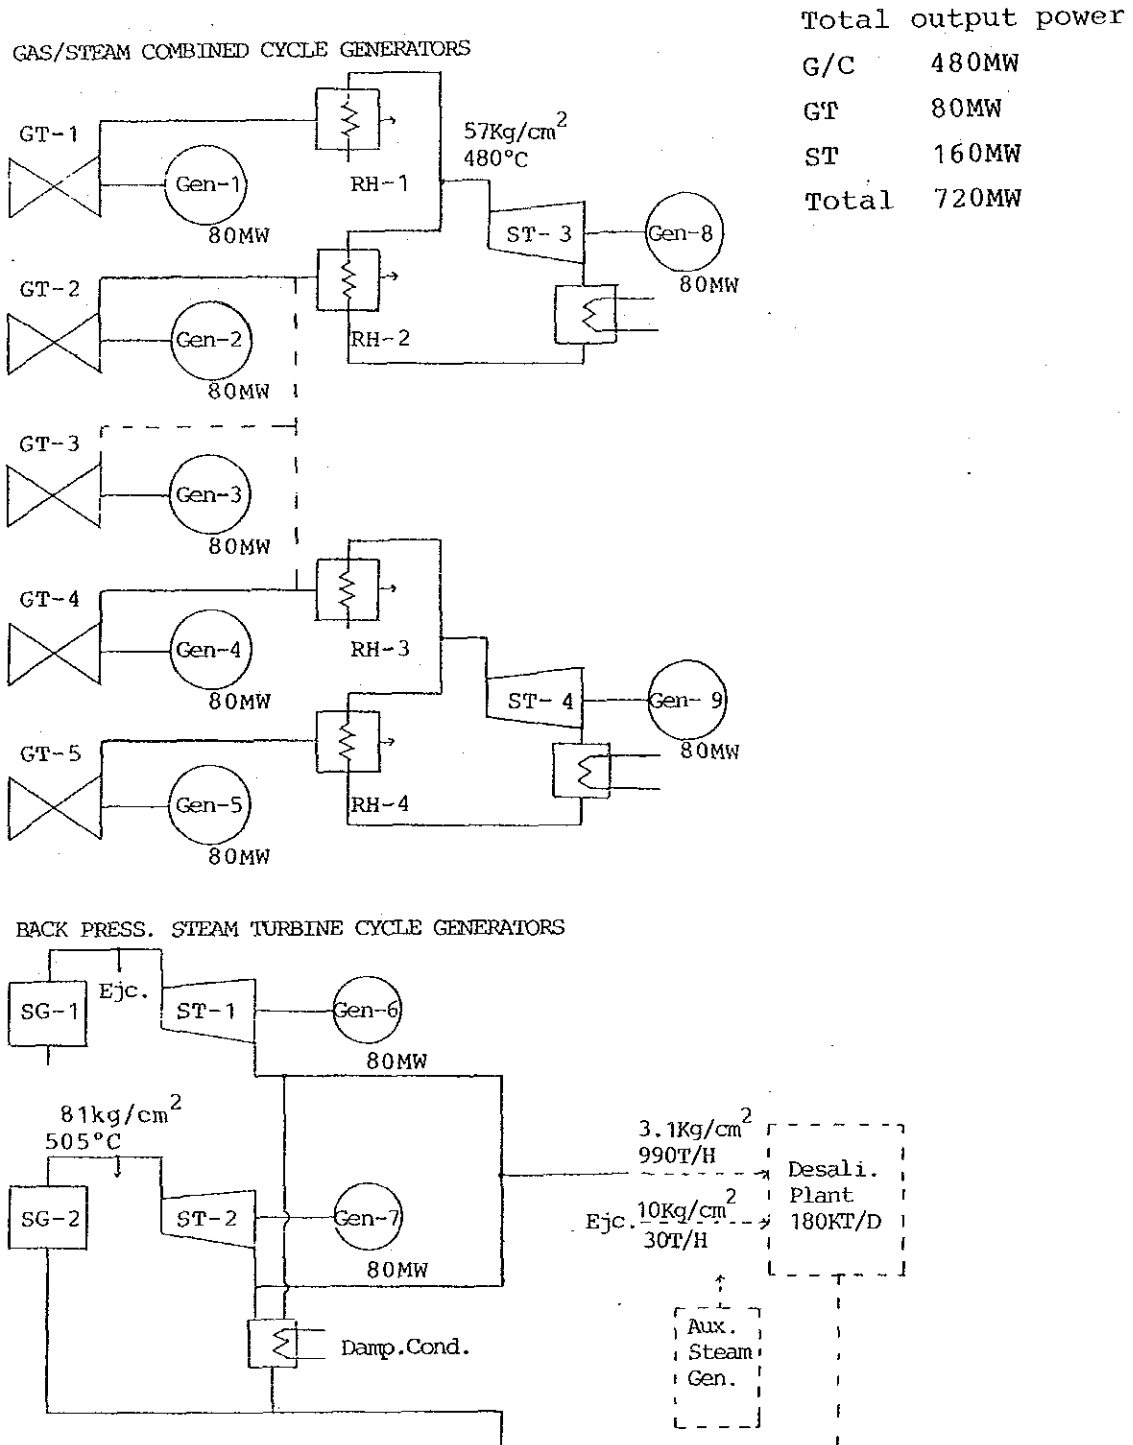 Total output power
G/C 480MW
GT 80MW
ST 160MW
Total 720MW
GAS/STEAM COMBINED CYCLE GENERATORS
GT-1
Gen-1
80MW
RH-1
57Kg/cm²
480°C
ST-3
Gen-8
80MW
GT-2
Gen-2
80MW
RH-2
GT-3
Gen-3
80MW
GT-4
Gen-4
80MW
RH-3
ST-4
Gen-9
80MW
GT-5
Gen-5
80MW
RH-4
BACK PRESS. STEAM TURBINE CYCLE GENERATORS
SG-1
Ejc.
ST-1
Gen-6
80MW
81kg/cm²
505°C
SG-2
ST-2
Gen-7
80MW
Damp.Cond.
3.1Kg/cm²
990T/H
Ejc.
10Kg/cm²
30T/H
Desali.
Plant
180KT/D
Aux.
Steam
Gen.